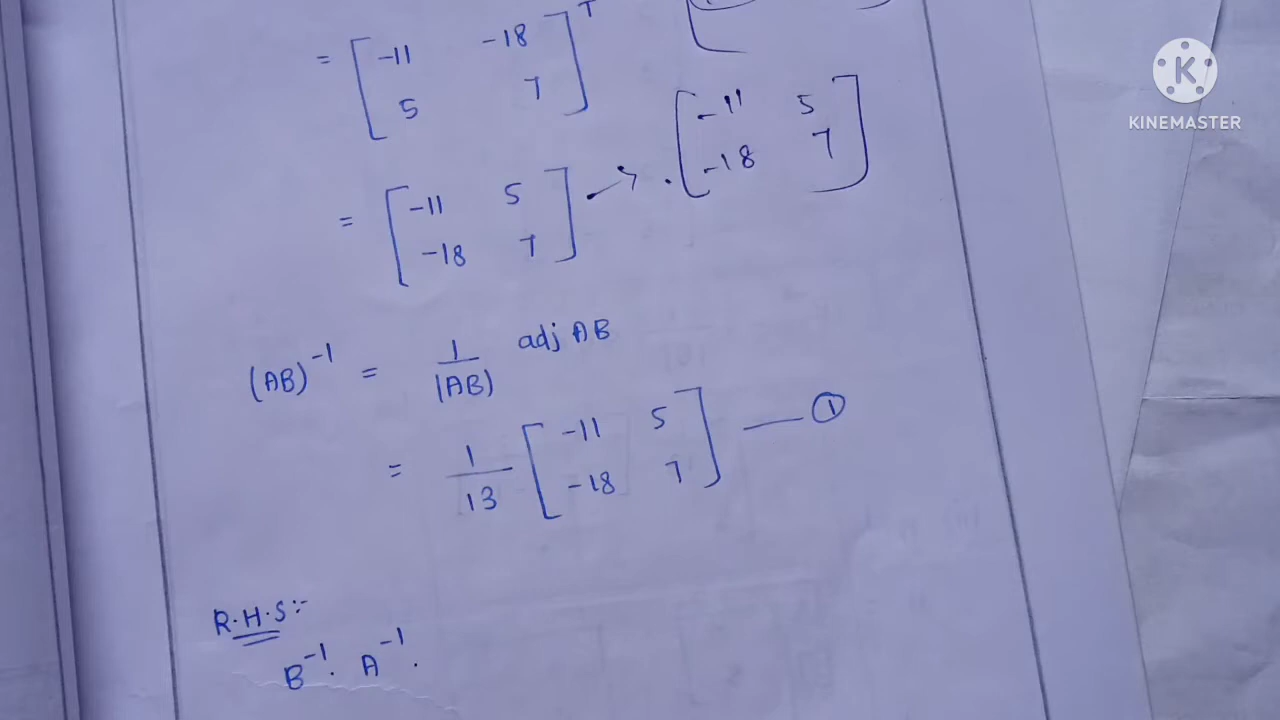 = [ -11 -18
5 7 ]ᵀ
= [ -11 5
-18 7 ] → . [ -11 5
-18 7 ]
(AB)⁻¹ = 1/|AB| adj AB
= 1/13 [ -11 5
-18 7 ] — ①
R.H.S:-
B⁻¹. A⁻¹.
K
KINEMASTER